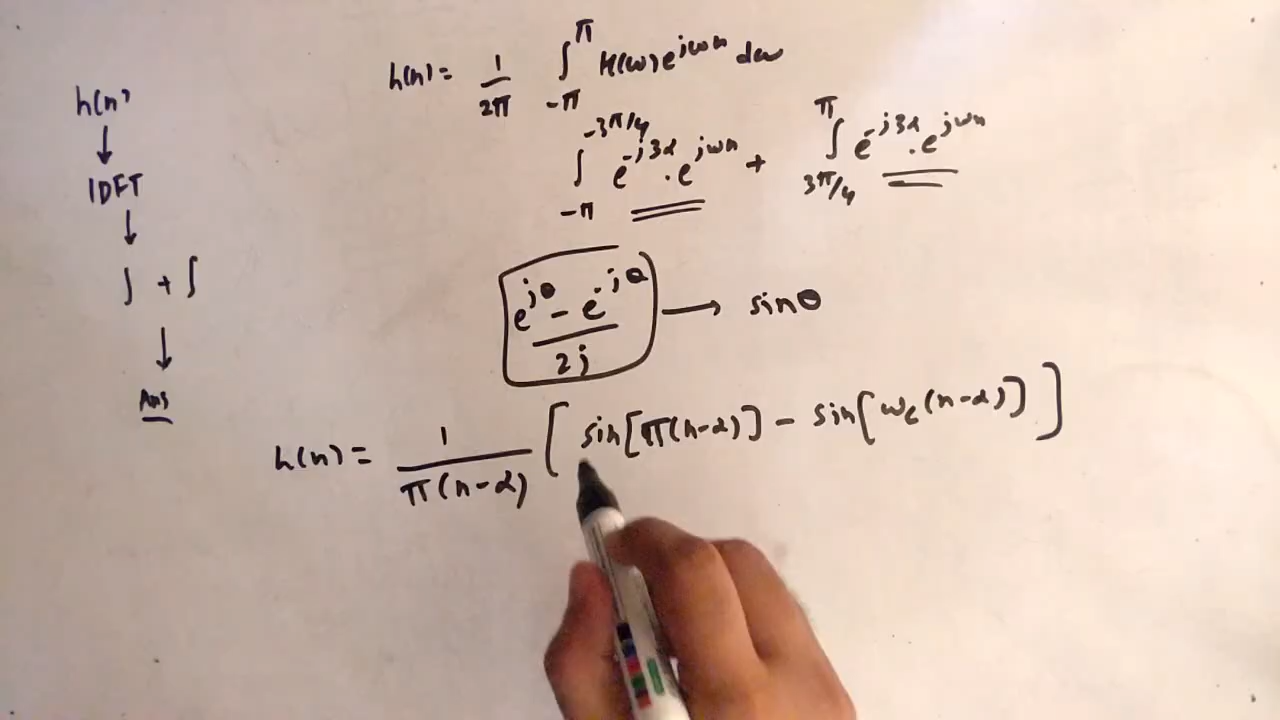 h(n) = 1/2π ∫_{-π}^{π} H(ω)e^{jωn} dω
∫_{-π}^{-3π/4} e^{-j3α}.e^{jωn} + ∫_{3π/4}^{π} e^{-j3α}.e^{jωn}
h(n)
↓
IDFT
↓
∫ + ∫
↓
Ans
(e^{jθ} - e^{-jθ})/2j → sinθ
h(n) = 1/π(n-α) [ sin[π(n-α)] - sin[ω_c(n-α)] ]